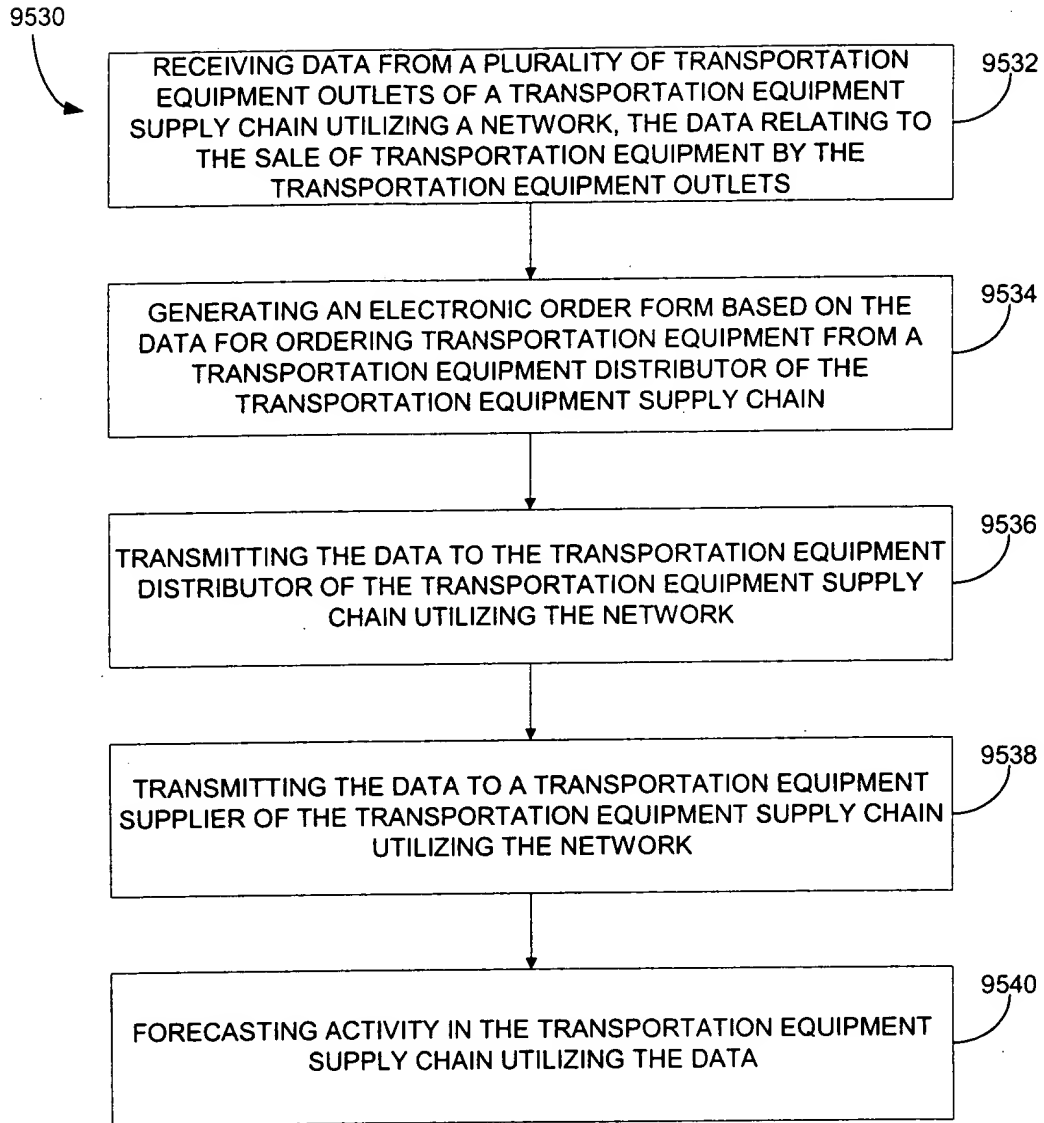 9530
RECEIVING DATA FROM A PLURALITY OF TRANSPORTATION
EQUIPMENT OUTLETS OF A TRANSPORTATION EQUIPMENT
SUPPLY CHAIN UTILIZING A NETWORK, THE DATA RELATING TO
THE SALE OF TRANSPORTATION EQUIPMENT BY THE
TRANSPORTATION EQUIPMENT OUTLETS
9532
GENERATING AN ELECTRONIC ORDER FORM BASED ON THE
DATA FOR ORDERING TRANSPORTATION EQUIPMENT FROM A
TRANSPORTATION EQUIPMENT DISTRIBUTOR OF THE
TRANSPORTATION EQUIPMENT SUPPLY CHAIN
9534
TRANSMITTING THE DATA TO THE TRANSPORTATION EQUIPMENT
DISTRIBUTOR OF THE TRANSPORTATION EQUIPMENT SUPPLY
CHAIN UTILIZING THE NETWORK
9536
TRANSMITTING THE DATA TO A TRANSPORTATION EQUIPMENT
SUPPLIER OF THE TRANSPORTATION EQUIPMENT SUPPLY CHAIN
UTILIZING THE NETWORK
9538
FORECASTING ACTIVITY IN THE TRANSPORTATION EQUIPMENT
SUPPLY CHAIN UTILIZING THE DATA
9540